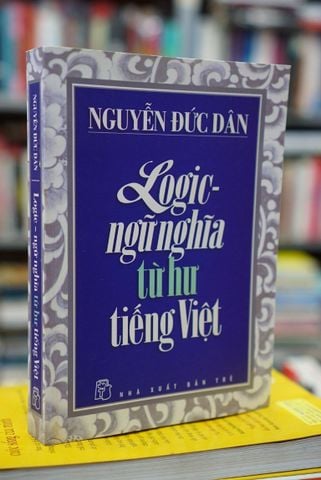 NGUYỄN ĐỨC DÂN
Logic-
ngữ nghĩa
từ hư
tiếng Việt
NHÀ XUẤT BẢN TRẺ
NGUYỄN ĐỨC DÂN
Logic - ngữ nghĩa từ hư tiếng Việt